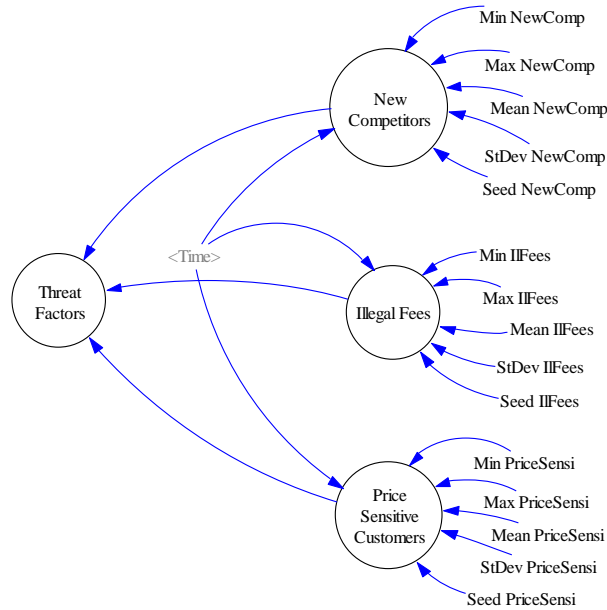 Min NewComp
Max NewComp
New
Competitors
Mean NewComp
StDev NewComp
Seed NewComp
<Time>
Threat
Factors
Illegal Fees
Min IlFees
Max IlFees
Mean IlFees
StDev IlFees
Seed IlFees
Price
Sensitive
Customers
Min PriceSensi
Max PriceSensi
Mean PriceSensi
StDev PriceSensi
Seed PriceSensi